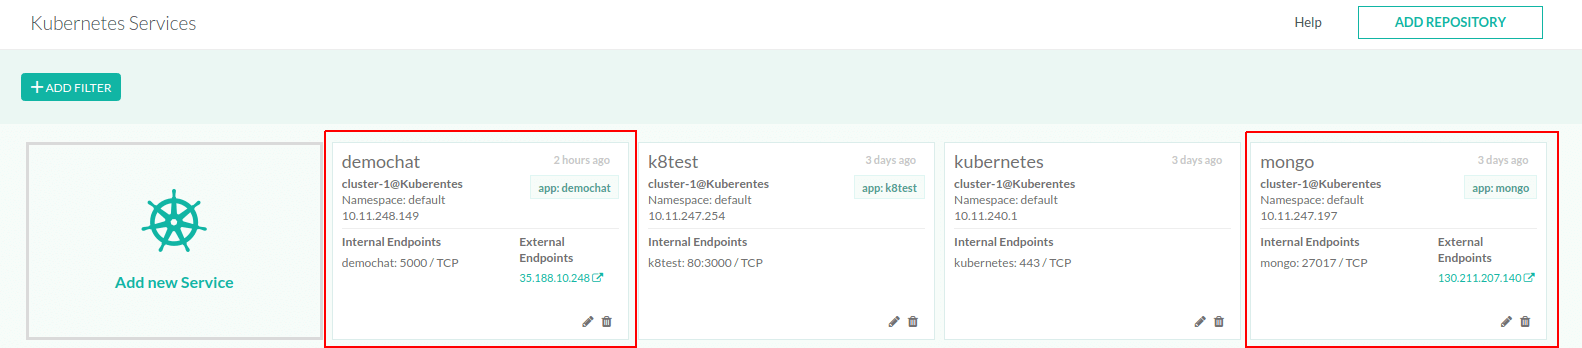 Kubernetes Services
Help
ADD REPOSITORY
ADD FILTER
Add new Service
demochat
2 hours ago
cluster-1@Kuberentes
app: demochat
Namespace: default
10.11.248.149
Internal Endpoints
demochat: 5000 / TCP
External
Endpoints
35.188.10.248
k8test
3 days ago
cluster-1@Kuberentes
app: k8test
Namespace: default
10.11.247.254
Internal Endpoints
k8test: 80:3000 / TCP
kubernetes
3 days ago
cluster-1@Kuberentes
Namespace: default
10.11.240.1
Internal Endpoints
kubernetes: 443 / TCP
mongo
3 days ago
cluster-1@Kuberentes
app: mongo
Namespace: default
10.11.247.197
Internal Endpoints
mongo: 27017 / TCP
External
Endpoints
130.211.207.140